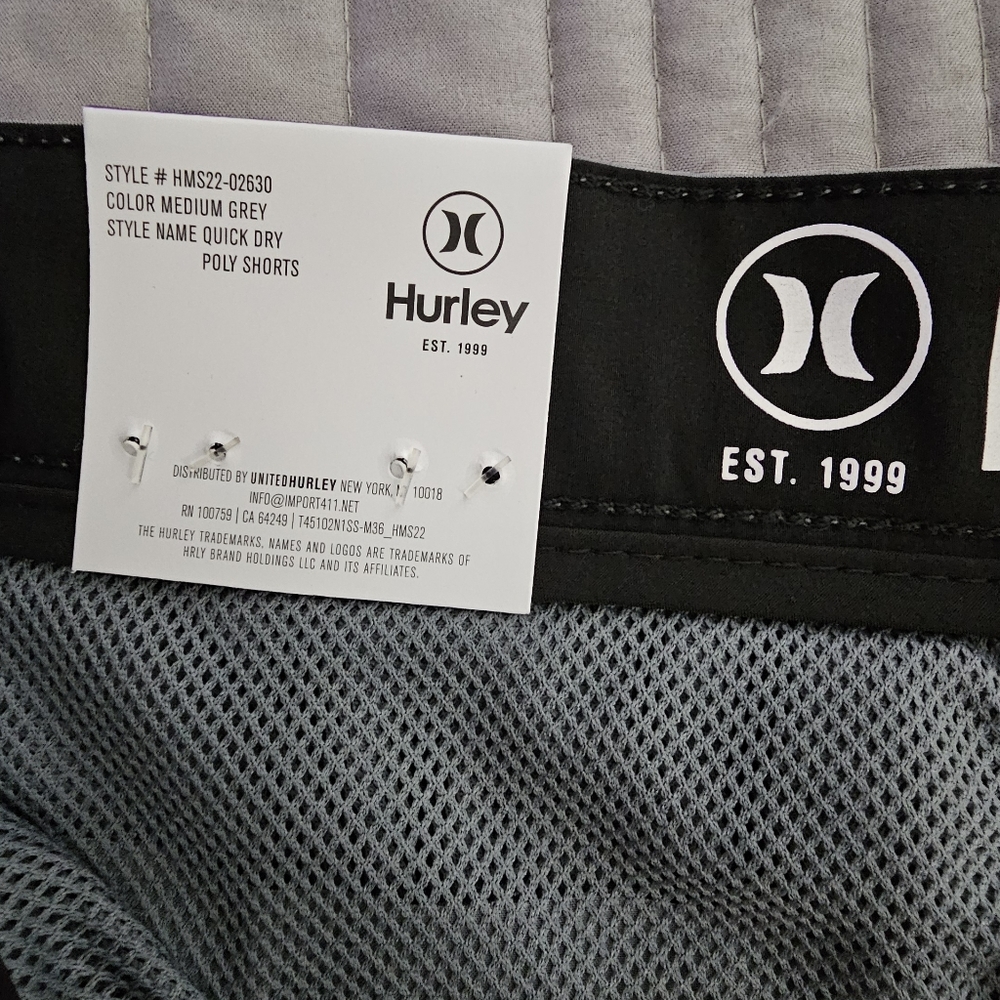 STYLE # HMS22-02630
COLOR MEDIUM GREY
STYLE NAME QUICK DRY
POLY SHORTS
Hurley
EST. 1999
DISTRIBUTED BY UNITEDHURLEY NEW YORK, 10018
INFO@IMPORT411.NET
RN 100759 | CA 64249 | T45102N1SS-M36_HMS22
THE HURLEY TRADEMARKS, NAMES AND LOGOS ARE TRADEMARKS OF
HRLY BRAND HOLDINGS LLC AND ITS AFFILIATES.
EST. 1999